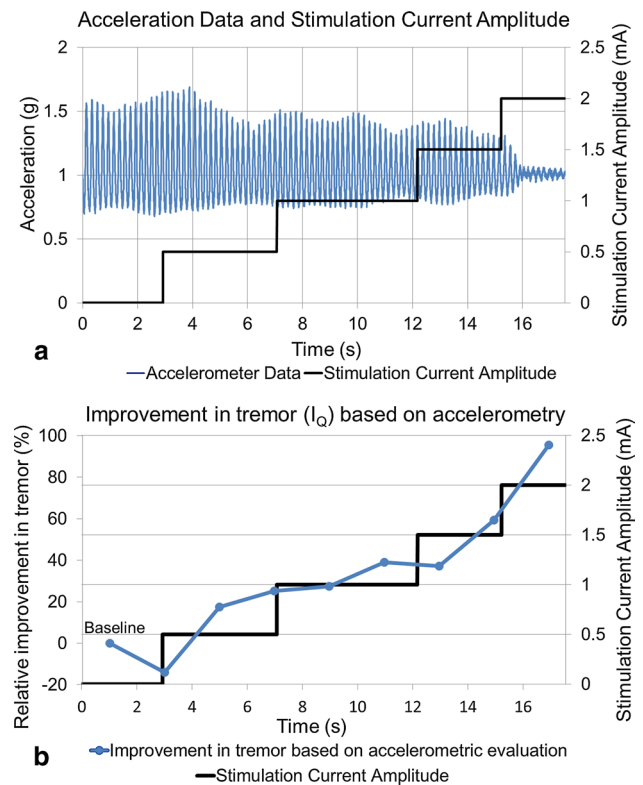 Acceleration Data and Stimulation Current Amplitude
2
1.5
1
0.5
0
Acceleration (g)
2.5
2
1.5
1
0.5
0
Stimulation Current Amplitude (mA)
0 2 4 6 8 10 12 14 16
Time (s)
a
Accelerometer Data Stimulation Current Amplitude
Improvement in tremor (I_Q) based on accelerometry
100
80
60
40
20
0
-20
Relative improvement in tremor (%)
Baseline
2.5
2
1.5
1
0.5
0
Stimulation Current Amplitude (mA)
0 2 4 6 8 10 12 14 16
Time (s)
b
Improvement in tremor based on accelerometric evaluation
Stimulation Current Amplitude